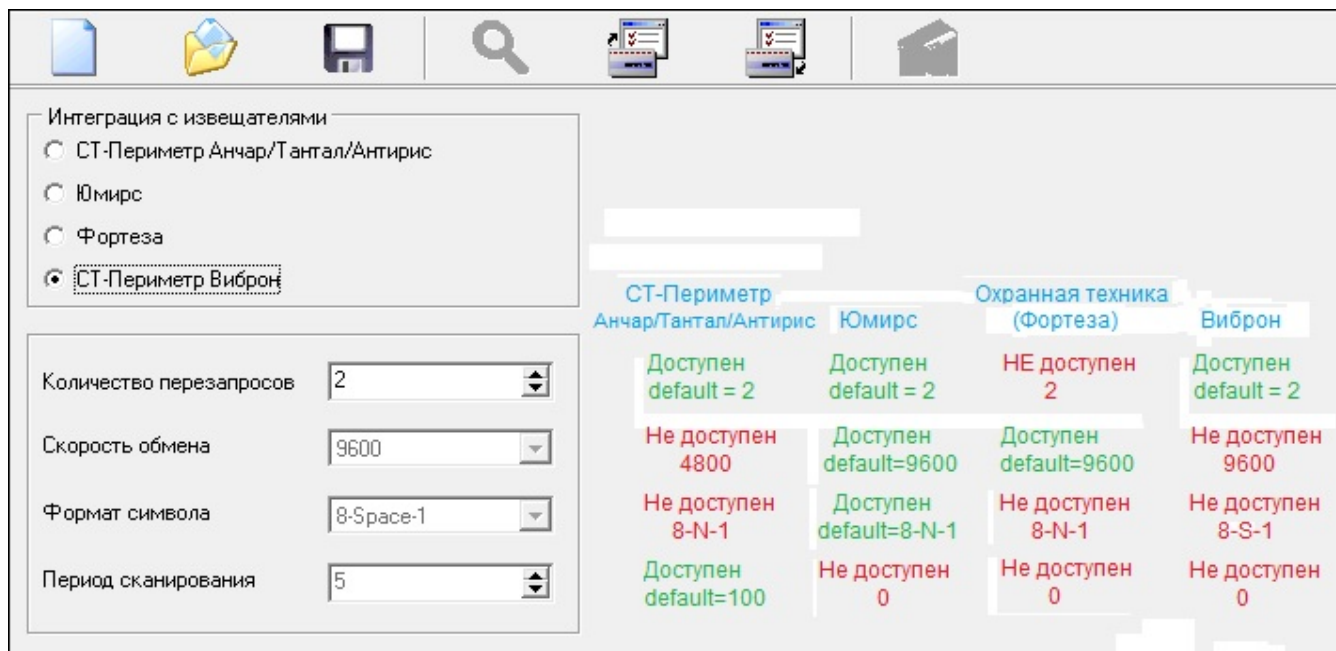 Интеграция с извещателями
СТ-Периметр Анчар/Тантал/Антирис
Юмирс
Фортеза
СТ-Периметр Виброн
СТ-Периметр Охранная техника
Анчар/Тантал/Антирис Юмирс (Фортеза) Виброн
Доступен Доступен НЕ доступен Доступен
Количество перезапросов 2 default = 2 default = 2 2 default = 2
Не доступен Доступен Доступен Не доступен
Скорость обмена 9600 4800 default=9600 default=9600 9600
Не доступен Доступен Не доступен Не доступен
Формат символа 8-Space-1 8-N-1 default=8-N-1 8-N-1 8-S-1
Доступен Не доступен Не доступен Не доступен
Период сканирования 5 default=100 0 0 0